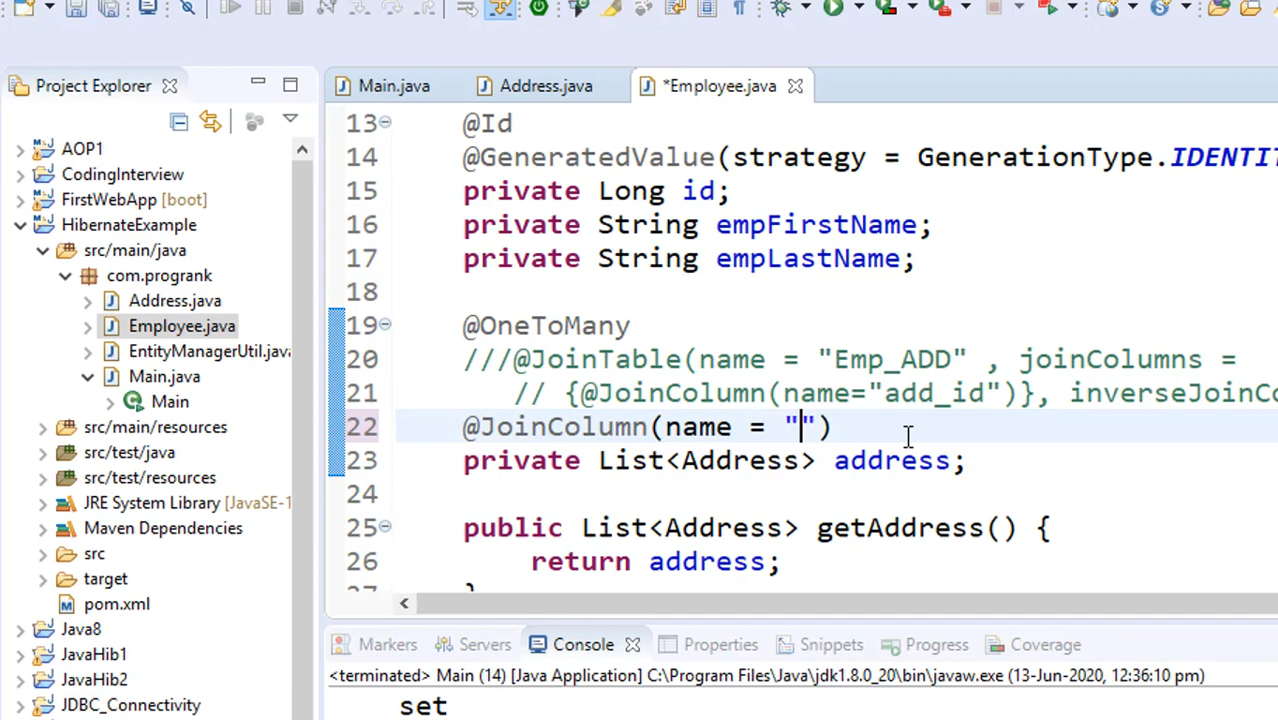 Project Explorer
AOP1
CodingInterview
FirstWebApp [boot]
HibernateExample
src/main/java
com.progrank
Address.java
Employee.java
EntityManagerUtil.java
Main.java
Main
src/main/resources
src/test/java
src/test/resources
JRE System Library [JavaSE-1
Maven Dependencies
src
target
pom.xml
Java8
JavaHib1
JavaHib2
JDBC_Connectivity
Main.java Address.java *Employee.java
13 @Id
14 @GeneratedValue(strategy = GenerationType.IDENTIT
15 private Long id;
16 private String empFirstName;
17 private String empLastName;
18
19 @OneToMany
20 ///@JoinTable(name = "Emp_ADD" , joinColumns =
21 // {@JoinColumn(name="add_id")}, inverseJoinCo
22 @JoinColumn(name = "")
23 private List<Address> address;
24
25 public List<Address> getAddress() {
26 return address;
Markers Servers Console Properties Snippets Progress Coverage
<terminated> Main (14) [Java Application] C:\Program Files\Java\jdk1.8.0_20\bin\javaw.exe (13-Jun-2020, 12:36:10 pm)
set